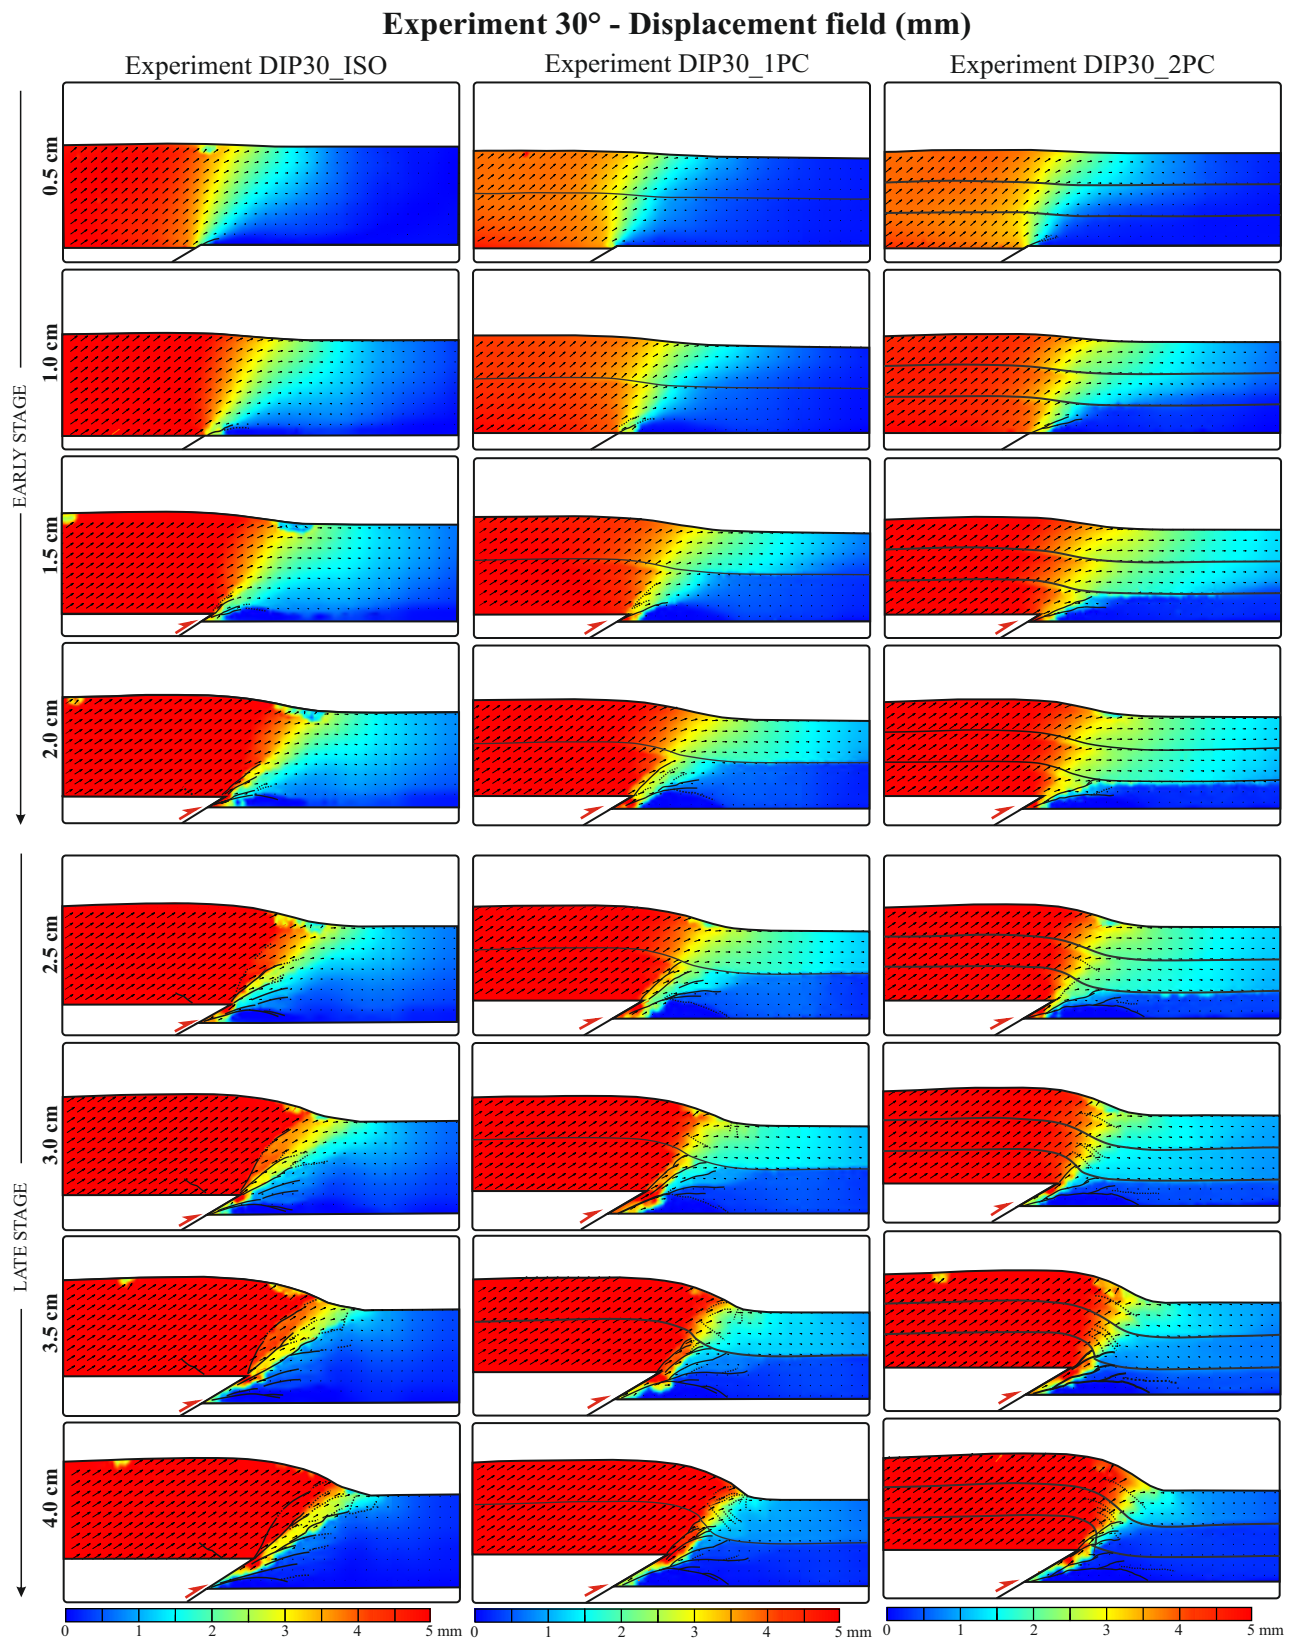 Experiment 30° - Displacement field (mm)
Experiment DIP30_ISO
Experiment DIP30_1PC
Experiment DIP30_2PC
EARLY STAGE
0.5 cm
1.0 cm
1.5 cm
2.0 cm
LATE STAGE
2.5 cm
3.0 cm
3.5 cm
4.0 cm
0 1 2 3 4 5 mm
0 1 2 3 4 5 mm
0 1 2 3 4 5 mm